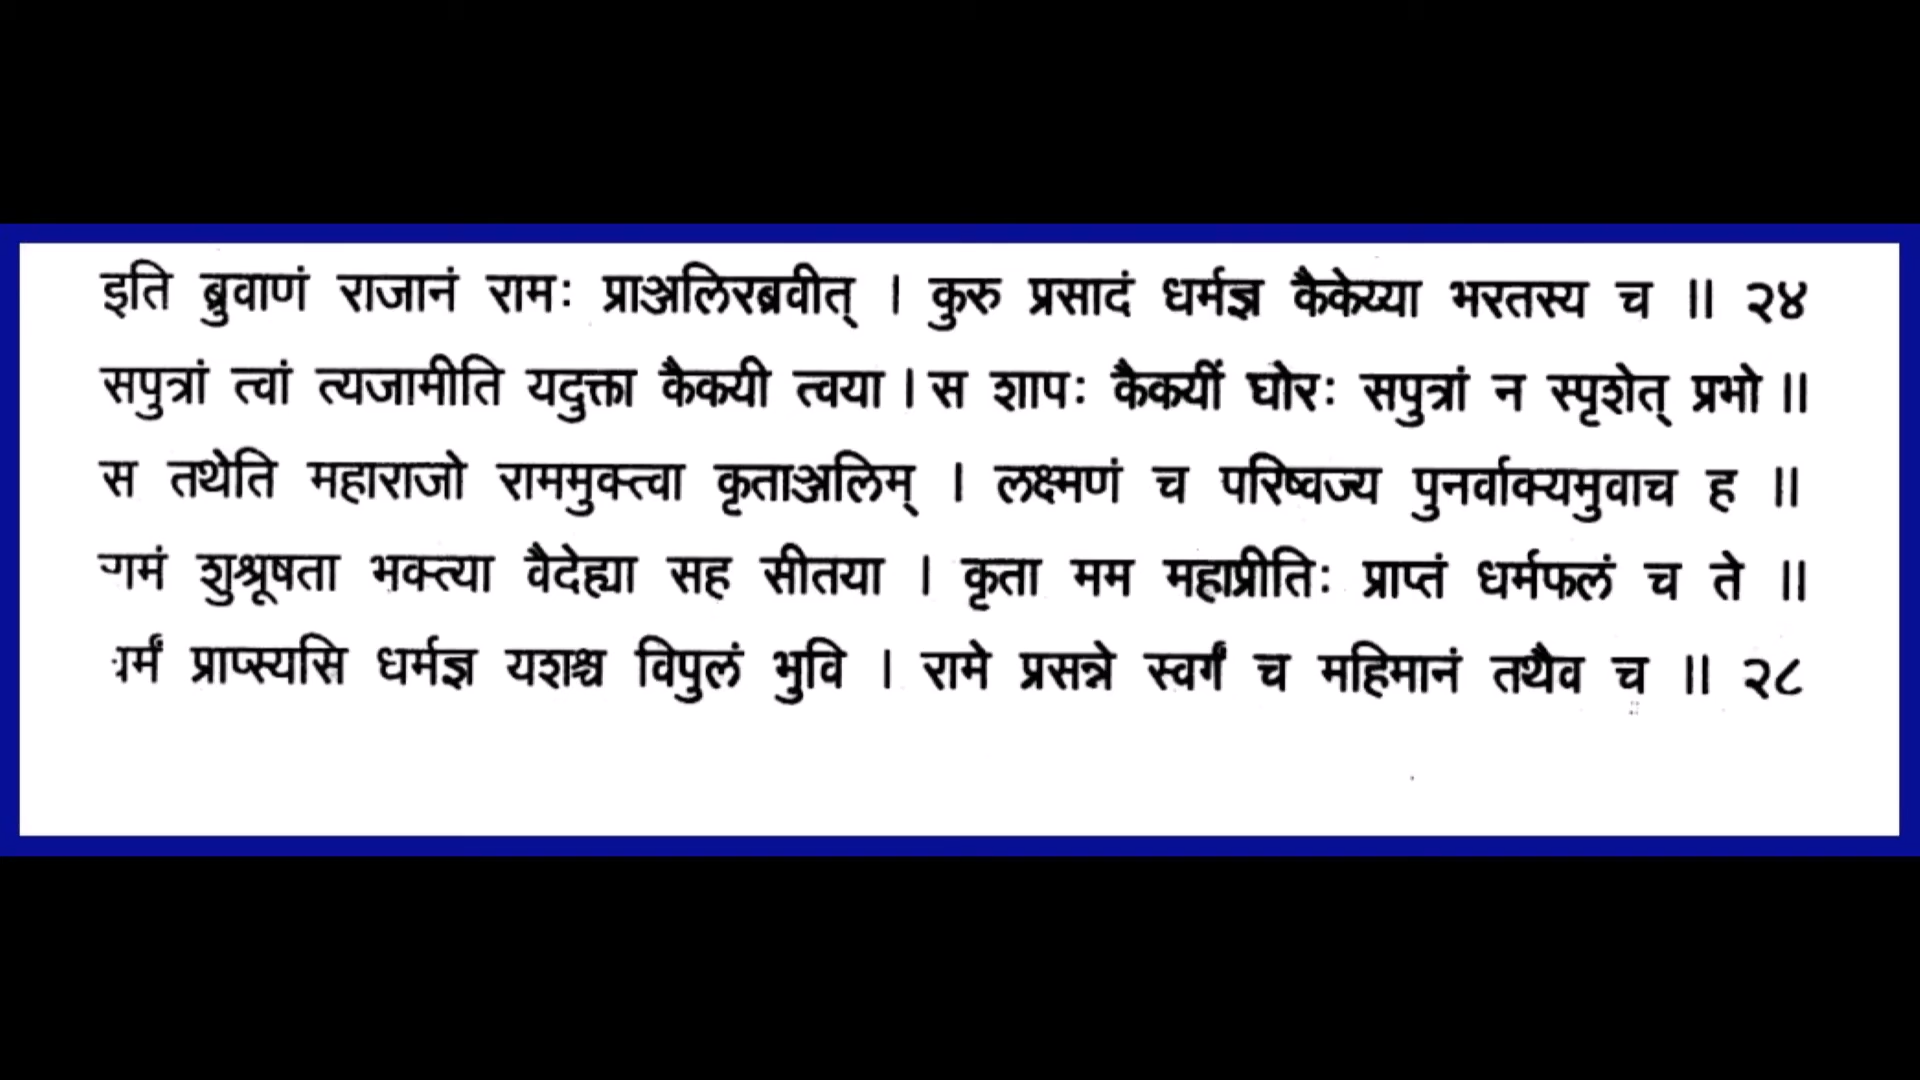 इति ब्रुवाणं राजानं रामः प्राञ्जलिरब्रवीत् । कुरु प्रसादं धर्मज्ञ कैकेय्या भरतस्य च ॥ २४
सपुत्रां त्वां त्यजामीति यदुक्ता कैकयी त्वया । स शापः कैकयीं घोरः सपुत्रां न स्पृशेत् प्रभो ॥
स तथेति महाराजो राममुक्त्वा कृताञ्जलिम् । लक्ष्मणं च परिष्वज्य पुनर्वाक्यमुवाच ह ॥
शुश्रूषता भक्त्या वैदेह्या सह सीतया । कृता मम महाप्रीतिः प्राप्तं धर्मफलं च ते ॥
प्राप्स्यसि धर्मज्ञ यशश्च विपुलं भुवि । रामे प्रसन्ने स्वर्गं च महिमानं तथैव च ॥ २८